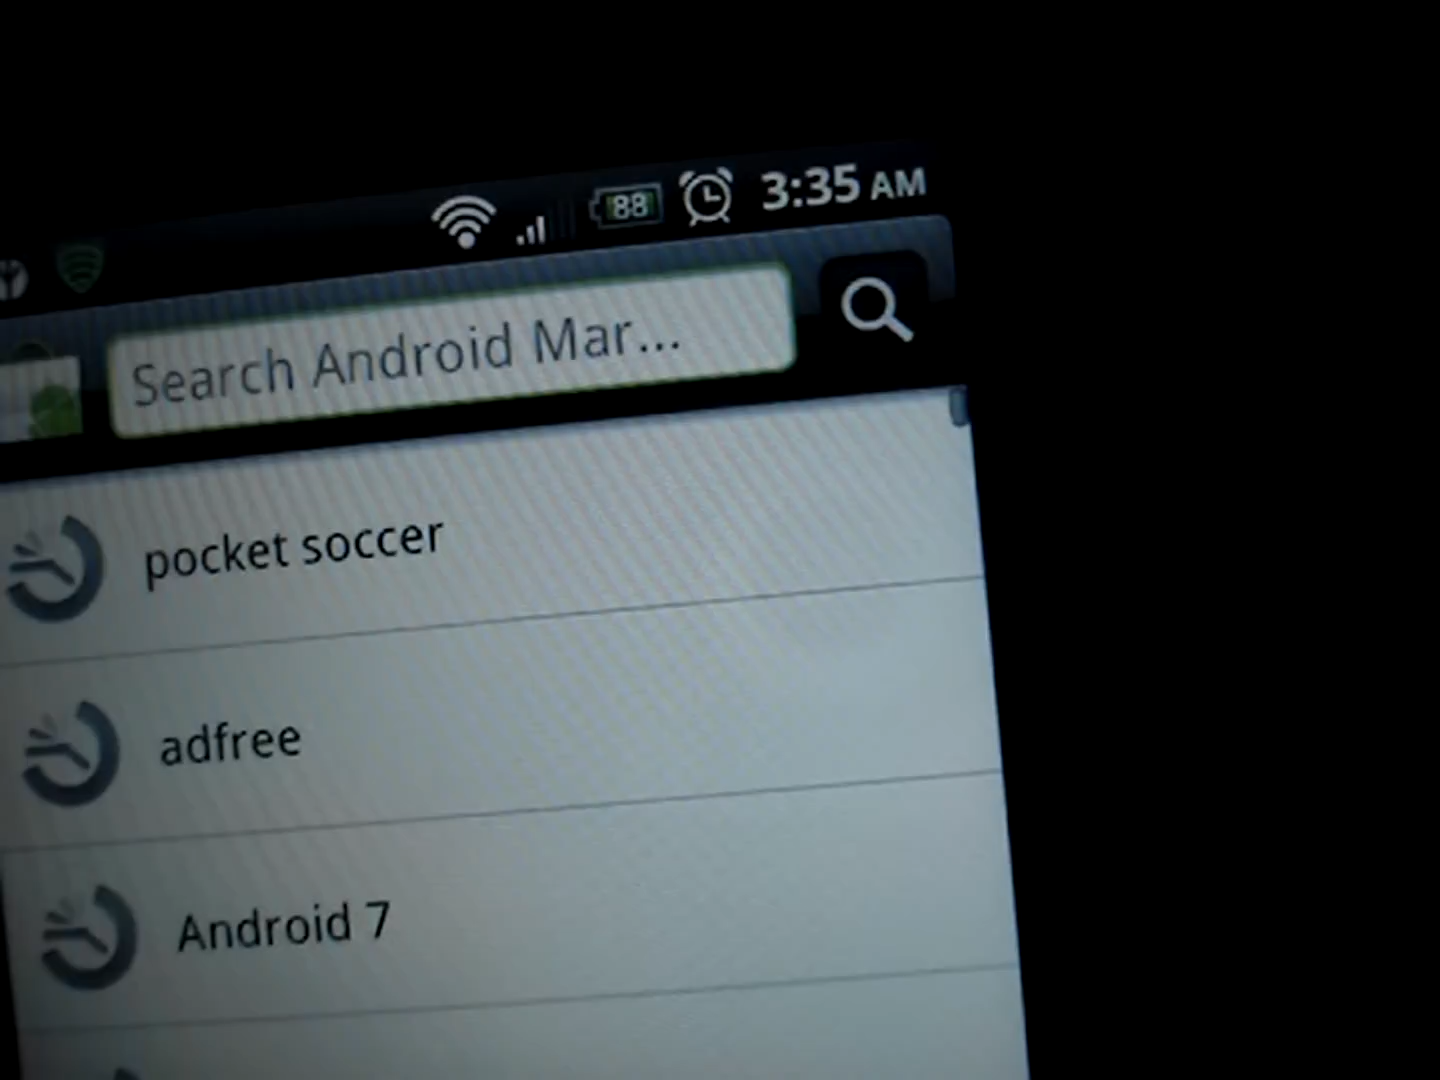 88 3:35 AM
Search Android Mar...
pocket soccer
adfree
Android 7